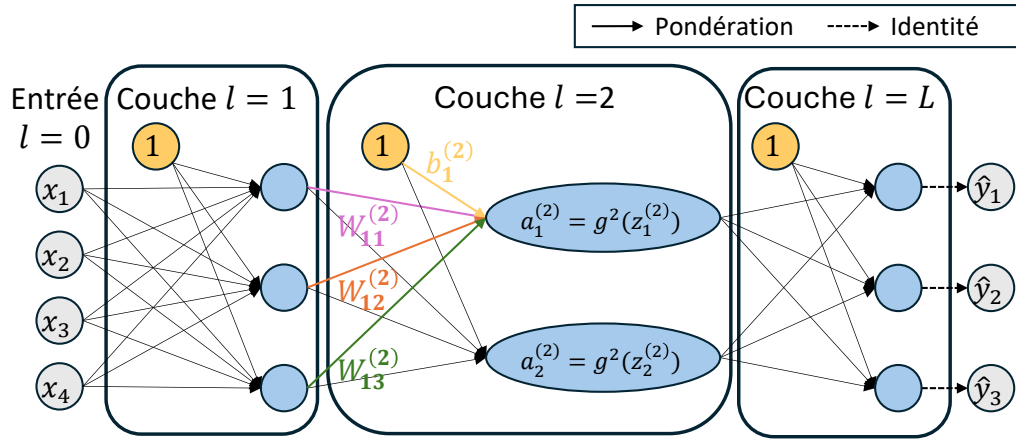 Pondération
Identité
Entrée
l = 0
Couche l = 1
Couche l =2
Couche l = L
1
1
1
x₁
x₂
x₃
x₄
b₁⁽²⁾
W₁₁⁽²⁾
W₁₂⁽²⁾
W₁₃⁽²⁾
a₁⁽²⁾ = g²(z₁⁽²⁾)
a₂⁽²⁾ = g²(z₂⁽²⁾)
ŷ₁
ŷ₂
ŷ₃